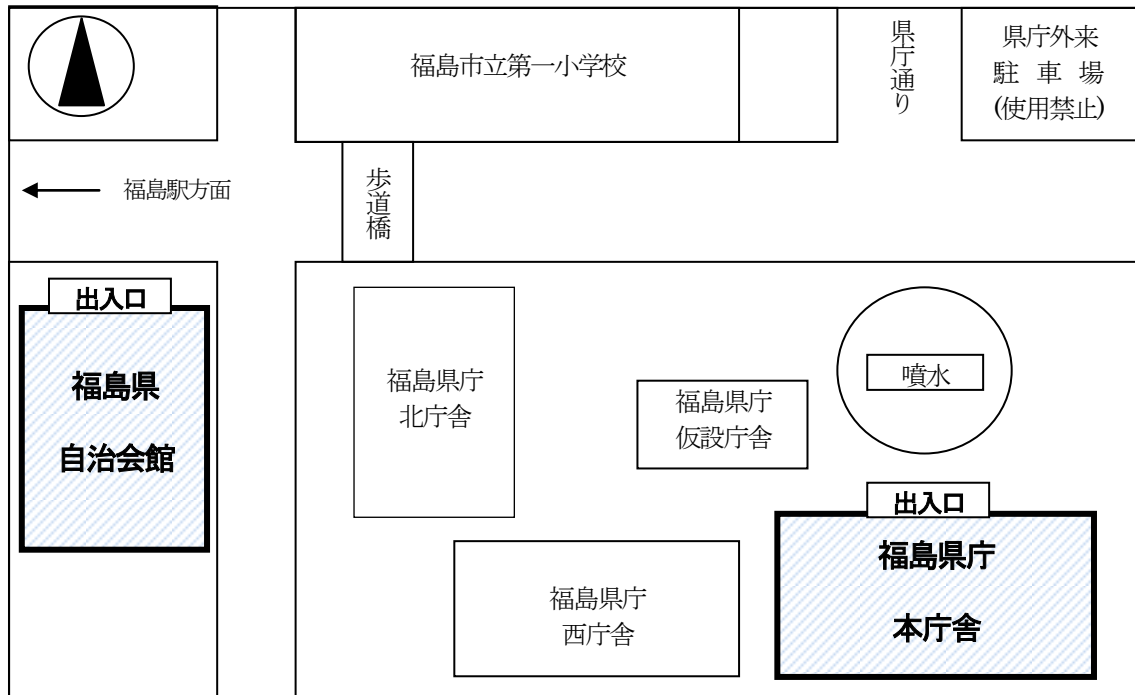 福島市立第一小学校
県庁通り
県庁外来
駐車場
(使用禁止)
福島駅方面
歩道橋
出入口
福島県
自治会館
福島県庁
北庁舎
福島県庁
仮設庁舎
噴水
出入口
福島県庁
本庁舎
福島県庁
西庁舎